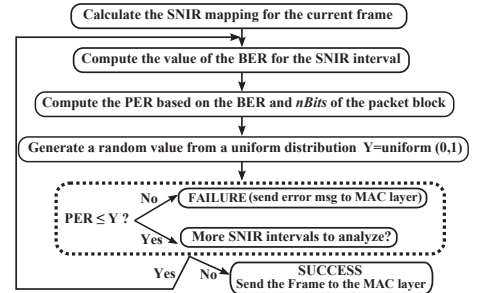 Calculate the SNIR mapping for the current frame
Compute the value of the BER for the SNIR interval
Compute the PER based on the BER and nBits of the packet block
Generate a random value from a uniform distribution Y=uniform (0,1)
No
FAILURE (send error msg to MAC layer)
PER ≤ Y ?
Yes
More SNIR intervals to analyze?
Yes
No
SUCCESS
Send the Frame to the MAC layer